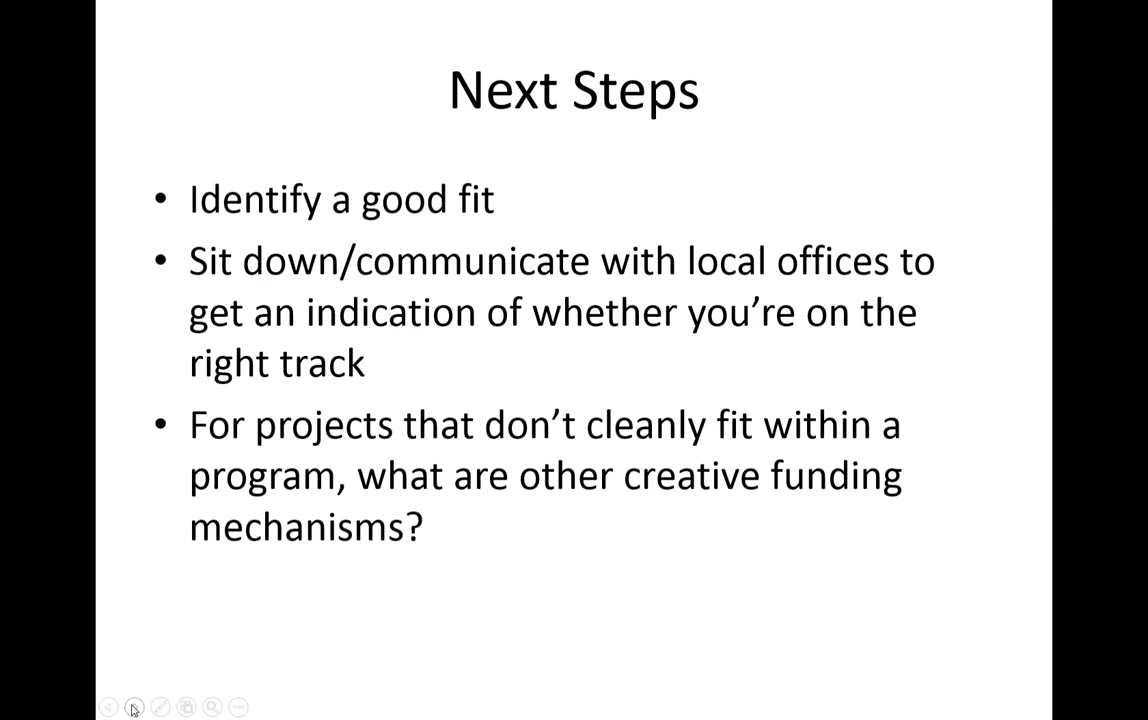 Next Steps
• Identify a good fit
• Sit down/communicate with local offices to
get an indication of whether you’re on the
right track
• For projects that don’t cleanly fit within a
program, what are other creative funding
mechanisms?